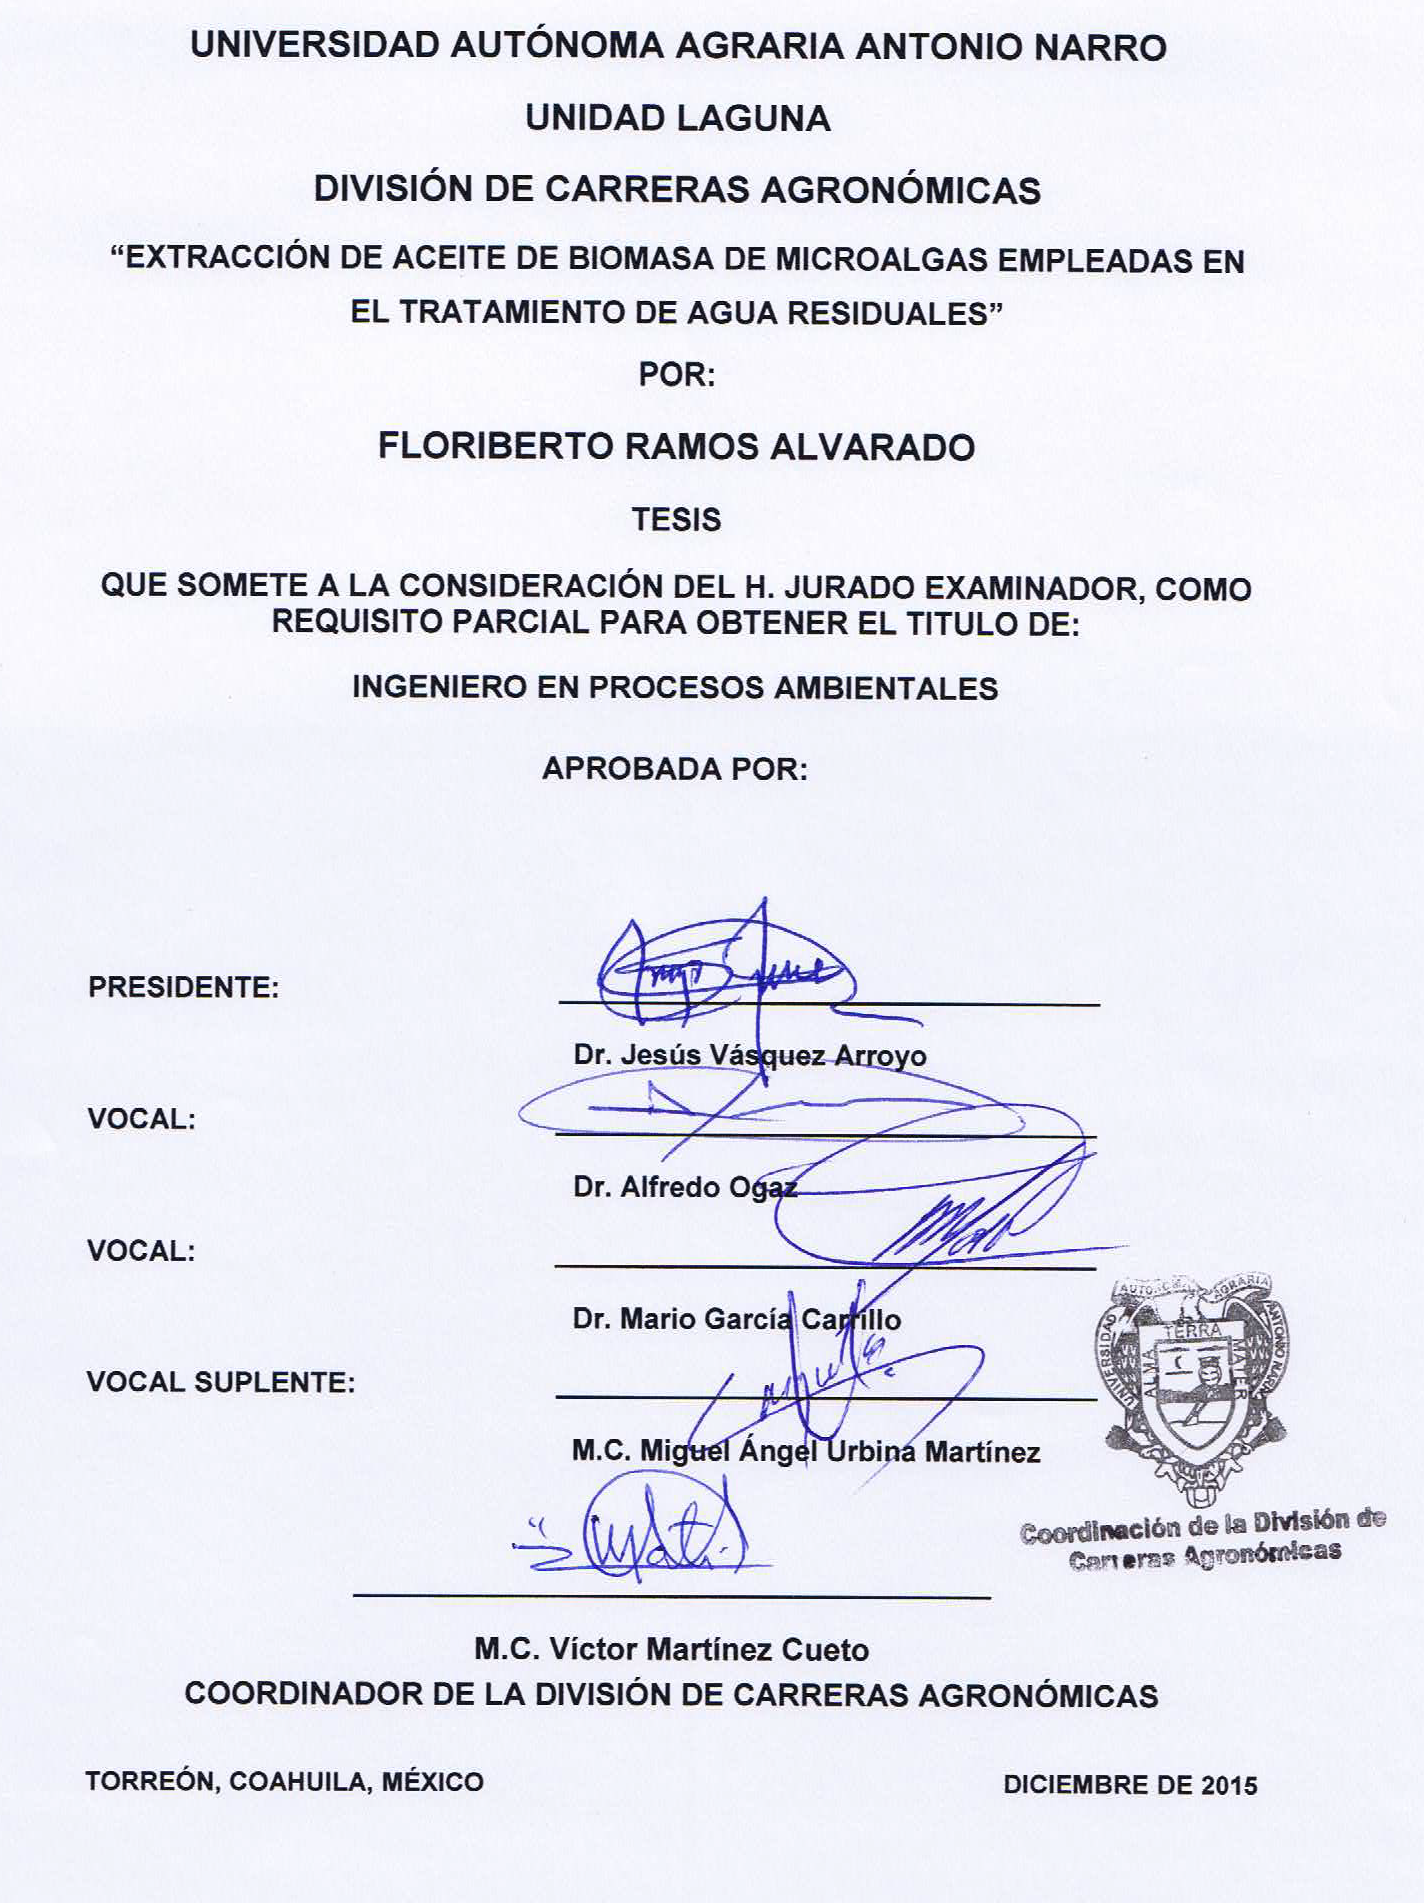 UNIVERSIDAD AUTÓNOMA AGRARIA ANTONIO NARRO
UNIDAD LAGUNA
DIVISIÓN DE CARRERAS AGRONÓMICAS
“EXTRACCIÓN DE ACEITE DE BIOMASA DE MICROALGAS EMPLEADAS EN
EL TRATAMIENTO DE AGUA RESIDUALES”
POR:
FLORIBERTO RAMOS ALVARADO
TESIS
QUE SOMETE A LA CONSIDERACIÓN DEL H. JURADO EXAMINADOR, COMO
REQUISITO PARCIAL PARA OBTENER EL TITULO DE:
INGENIERO EN PROCESOS AMBIENTALES
APROBADA POR:
PRESIDENTE:
Dr. Jesús Vásquez Arroyo
VOCAL:
Dr. Alfredo Ogaz
VOCAL:
Dr. Mario García Carrillo
VOCAL SUPLENTE:
M.C. Miguel Ángel Urbina Martínez
UNIVERSIDAD AUTONOMA AGRARIA ANTONIO NARRO
ALMA TERRA MATER
Coordinación de la División de
Carreras Agronómicas
M.C. Víctor Martínez Cueto
COORDINADOR DE LA DIVISIÓN DE CARRERAS AGRONÓMICAS
TORREÓN, COAHUILA, MÉXICO
DICIEMBRE DE 2015